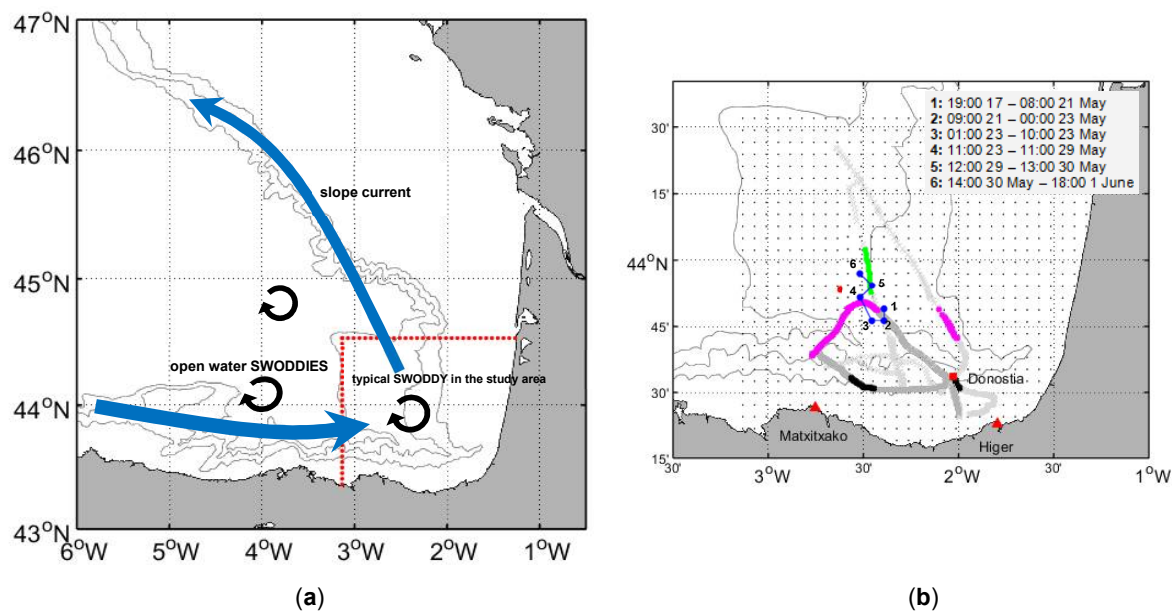 47°N
46°N
45°N
44°N
43°N
6°W
5°W
4°W
3°W
2°W
1°W
slope current
open water SWODDIES
typical SWODDY in the study area
(a)
1: 19:00 17 – 08:00 21 May
2: 09:00 21 – 00:00 23 May
3: 01:00 23 – 10:00 23 May
4: 11:00 23 – 11:00 29 May
5: 12:00 29 – 13:00 30 May
6: 14:00 30 May – 18:00 1 June
30'
15'
44°N
45'
30'
15'
30'
3°W
30'
2°W
30'
1°W
6
5
4
1
3
2
Donostia
Matxitxako
Higer
(b)